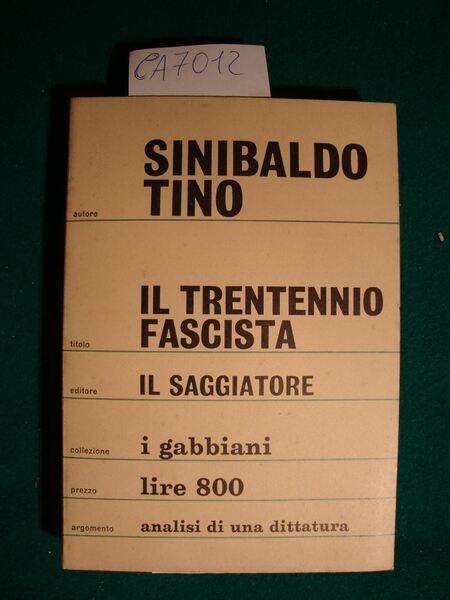 CA7012
SINIBALDO
TINO
autore
IL TRENTENNIO
FASCISTA
titolo
editore IL SAGGIATORE
collezione i gabbiani
prezzo lire 800
argomento analisi di una dittatura